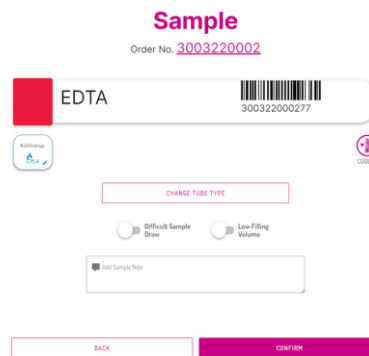 Sample
Order No. 3003220002
EDTA
300322000277
CHANGE TUBE TYPE
Difficult Sample
Draw
Low Filling
Volume
Add Sample Note
BACK
CONFIRM